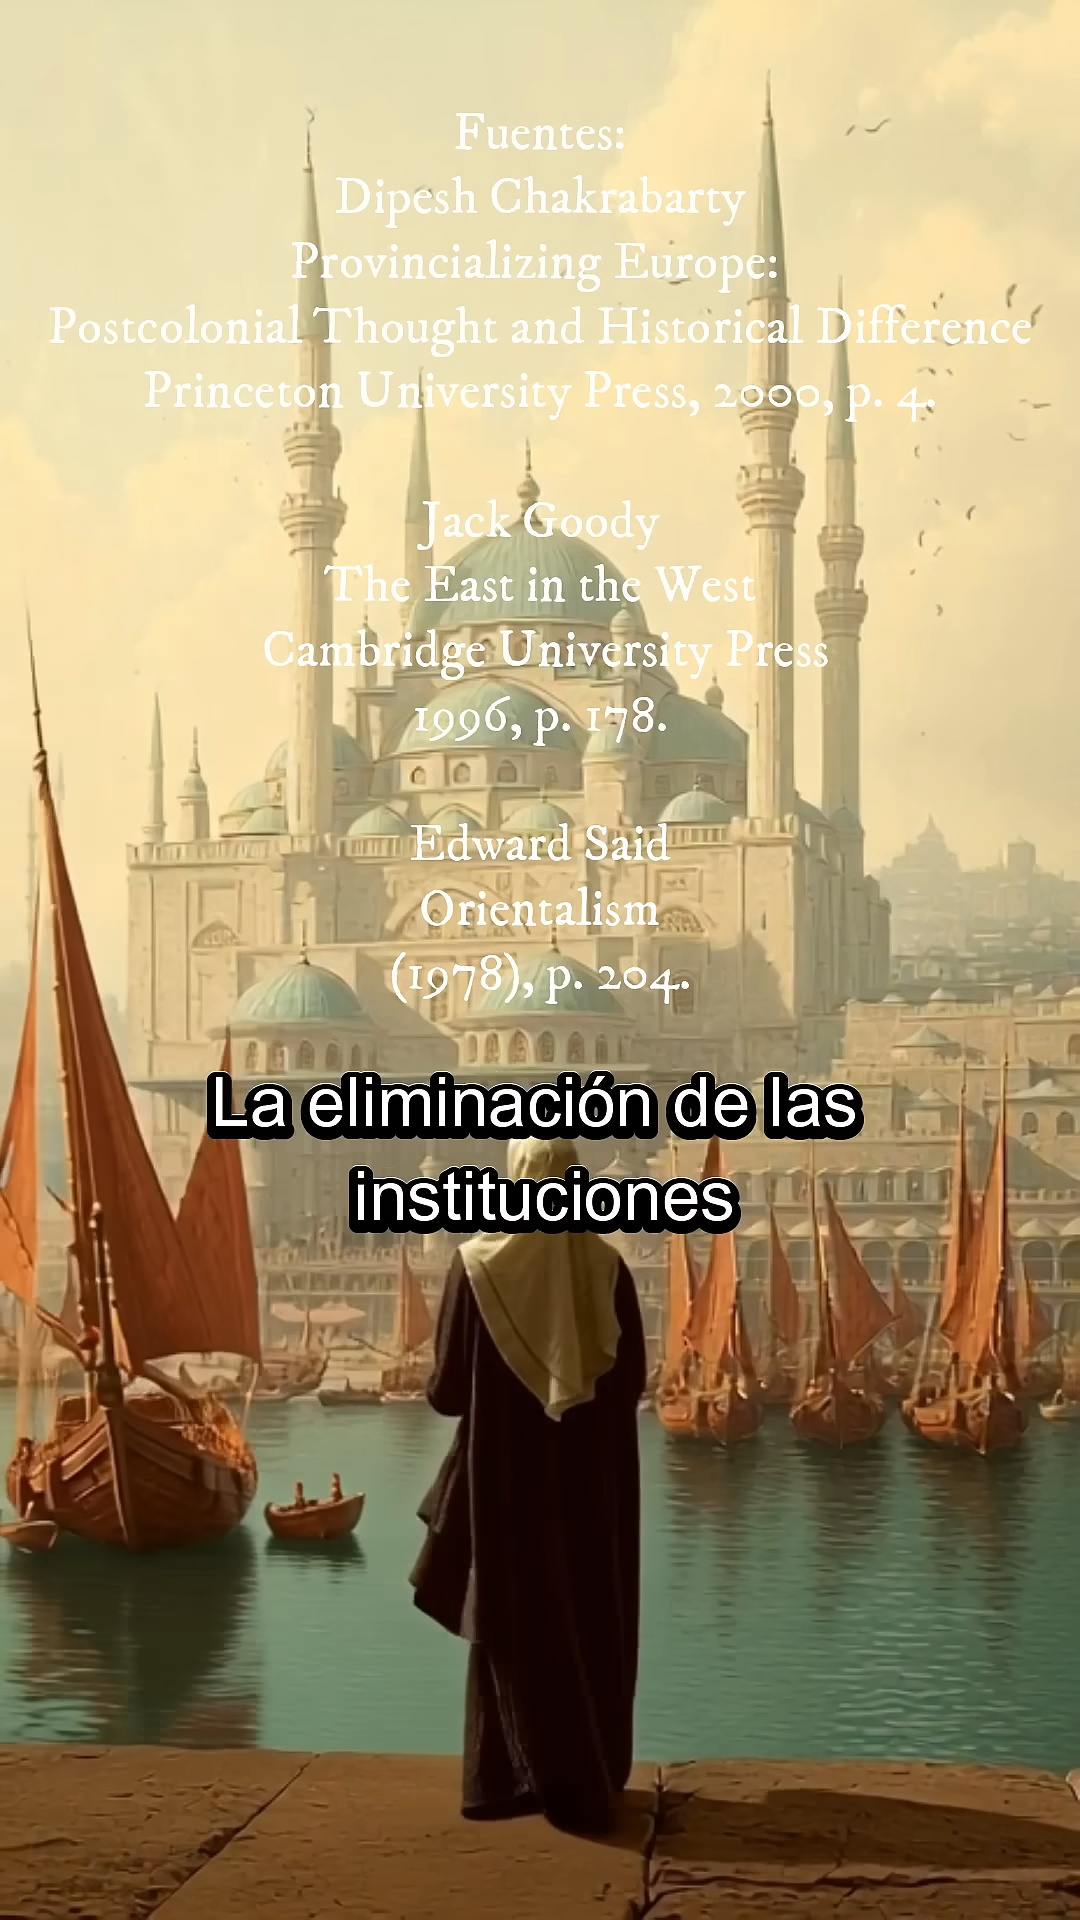 Fuentes:
Dipesh Chakrabarty
Provincializing Europe:
Postcolonial Thought and Historical Difference
Princeton University Press, 2000, p. 4.
Jack Goody
The East in the West
Cambridge University Press
1996, p. 178.
Edward Said
Orientalism
(1978), p. 204.
La eliminación de las
instituciones